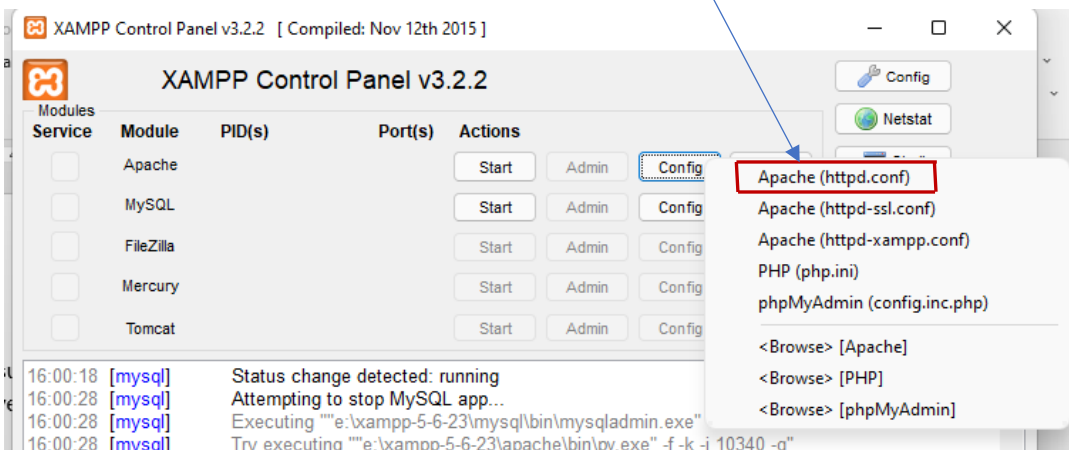 XAMPP Control Panel v3.2.2 [ Compiled: Nov 12th 2015 ]
XAMPP Control Panel v3.2.2
Config
Modules
Service Module PID(s) Port(s) Actions
Netstat
Apache Start Admin Config
MySQL Start Admin Config
FileZilla Start Admin Config
Mercury Start Admin Config
Tomcat Start Admin Config
Apache (httpd.conf)
Apache (httpd-ssl.conf)
Apache (httpd-xampp.conf)
PHP (php.ini)
phpMyAdmin (config.inc.php)
<Browse> [Apache]
<Browse> [PHP]
<Browse> [phpMyAdmin]
16:00:18 [mysql] Status change detected: running
16:00:28 [mysql] Attempting to stop MySQL app...
16:00:28 [mysql] Executing ""e:\xampp-5-6-23\mysql\bin\mysqladmin.exe"
16:00:28 [mysql] Try executing ""e:\xampp-5-6-23\apache\bin\pv.exe" -f -k -i 10340 -q"